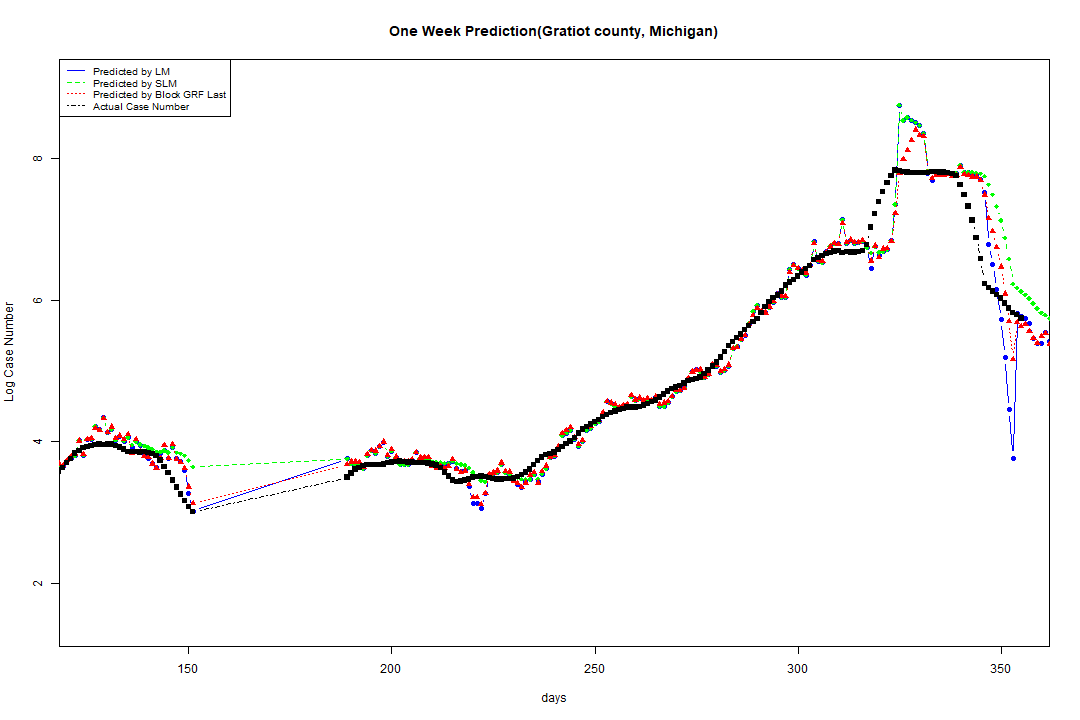 One Week Prediction(Gratiot county, Michigan)
Predicted by LM
Predicted by SLM
Predicted by Block GRF Last
Actual Case Number
8
6
4
2
Log Case Number
150
200
250
300
350
days